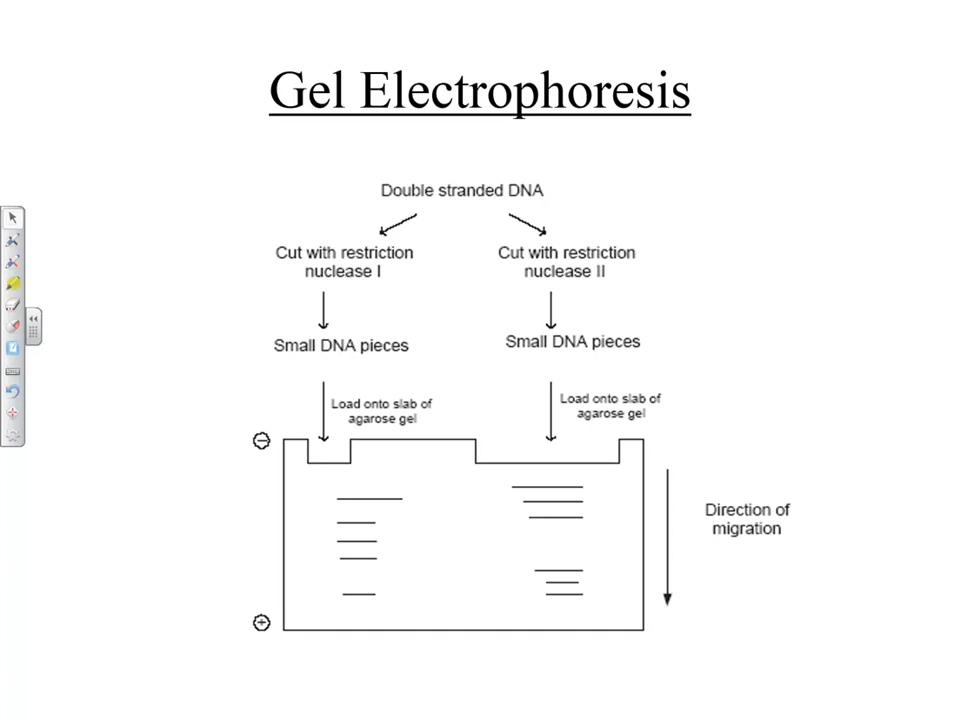 Gel Electrophoresis
Double stranded DNA
Cut with restriction
nuclease I
Cut with restriction
nuclease II
Small DNA pieces
Small DNA pieces
Load onto slab of
agarose gel
Load onto slab of
agarose gel
−
Direction of
migration
+